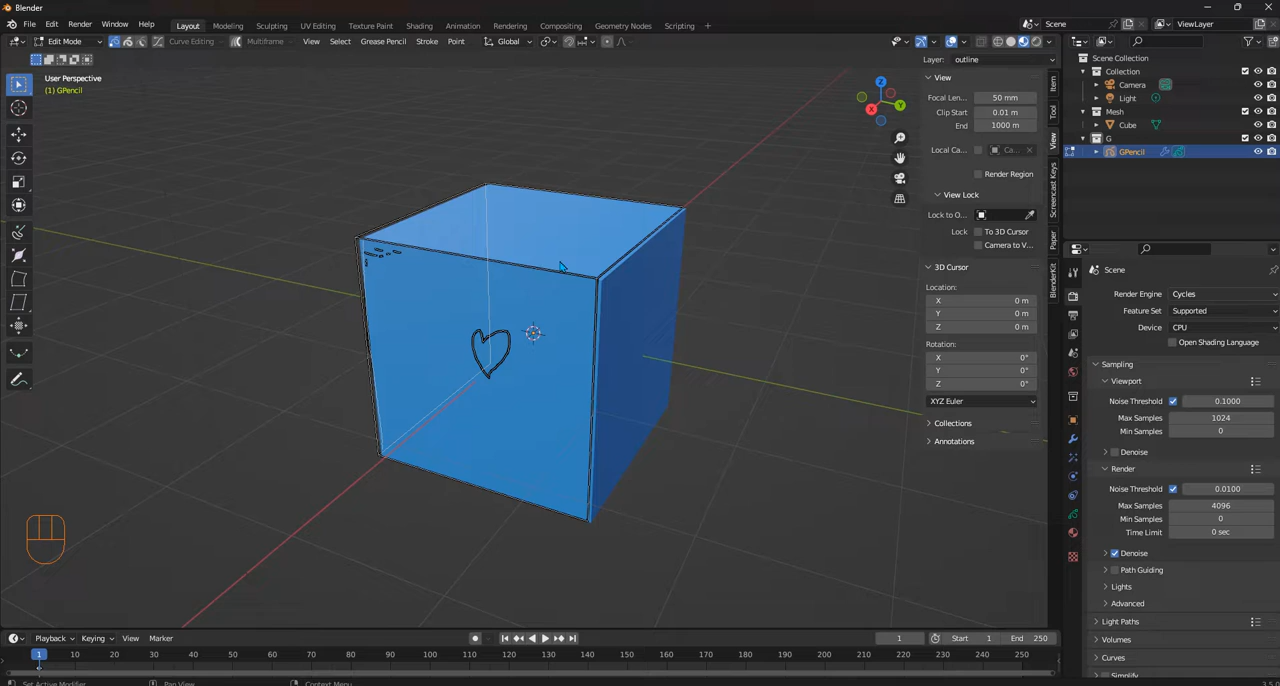 Blender
File Edit Render Window Help Layout Modeling Sculpting UV Editing Texture Paint Shading Animation Rendering Compositing Geometry Nodes Scripting + Scene ViewLayer
Edit Mode Curve Editing Multiframe View Select Grease Pencil Stroke Point Global
Layer: outline
User Perspective
(1) GPencil
X
Y
Z
View
Focal Len... 50 mm
Clip Start 0.01 m
End 1000 m
Local Ca... Ca...
Render Region
View Lock
Lock to O...
Lock To 3D Cursor
Camera to V...
3D Cursor
Location:
X 0 m
Y 0 m
Z 0 m
Rotation:
X 0°
Y 0°
Z 0°
XYZ Euler
Collections
Annotations
Item
Tool
View
Screencast Keys
Paper
BlenderKit
Scene Collection
Collection
Camera
Light
Mesh
Cube
G
GPencil
Scene
Render Engine Cycles
Feature Set Supported
Device CPU
Open Shading Language
Sampling
Viewport
Noise Threshold 0.1000
Max Samples 1024
Min Samples 0
Denoise
Render
Noise Threshold 0.0100
Max Samples 4096
Min Samples 0
Time Limit 0 sec
Denoise
Path Guiding
Lights
Advanced
Light Paths
Volumes
Curves
Simplify
Playback Keying View Marker 1 Start 1 End 250
1 10 20 30 40 50 60 70 80 90 100 110 120 130 140 150 160 170 180 190 200 210 220 230 240 250
Set Active Modifier Pan View Context Menu 3.5.0